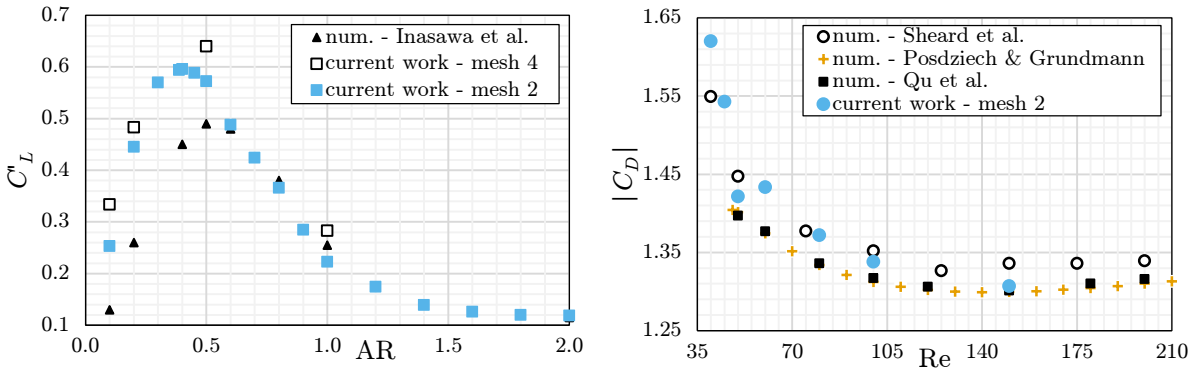 0.7
0.6
0.5
0.4
0.3
0.2
0.1
C"L
0.0
0.5
1.0
1.5
2.0
AR
num. - Inasawa et al.
current work - mesh 4
current work - mesh 2
1.65
1.55
1.45
1.35
1.25
|CD|
35
70
105
140
175
210
Re
num. - Sheard et al.
num. - Posdziech & Grundmann
num. - Qu et al.
current work - mesh 2